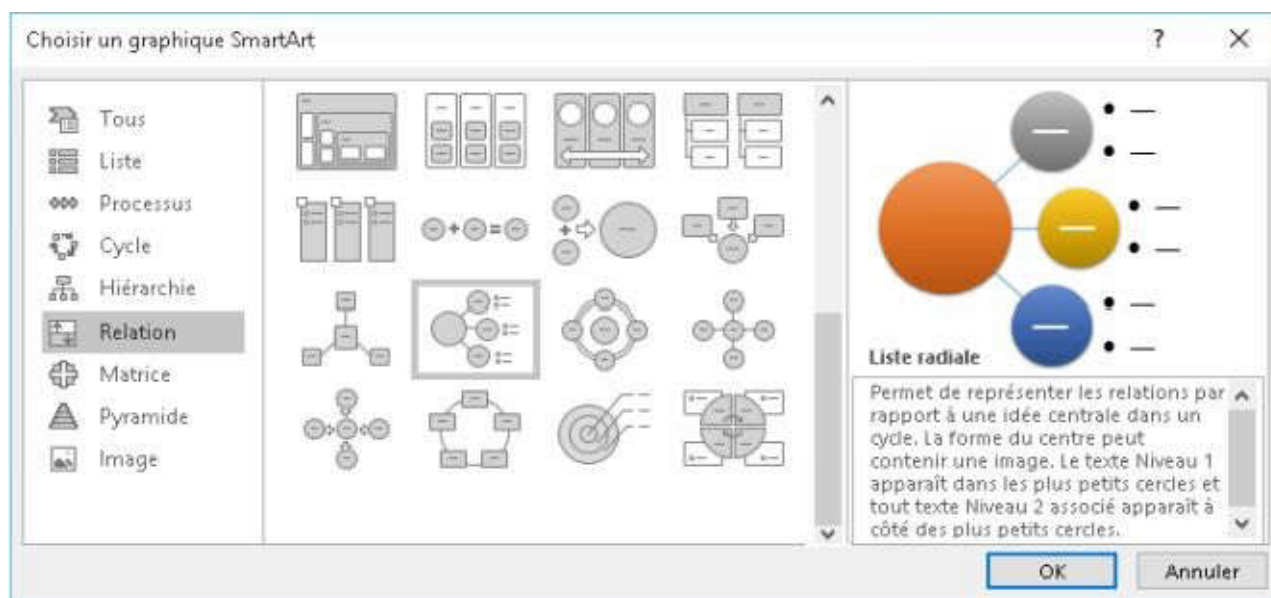 Choisir un graphique SmartArt
?
Tous
Liste
Processus
Cycle
Hiérarchie
Relation
Matrice
Pyramide
Image
Liste radiale
Permet de représenter les relations par
rapport à une idée centrale dans un
cycle. La forme du centre peut
contenir une image. Le texte Niveau 1
apparaît dans les plus petits cercles et
tout texte Niveau 2 associé apparaît à
côté des plus petits cercles.
OK
Annuler